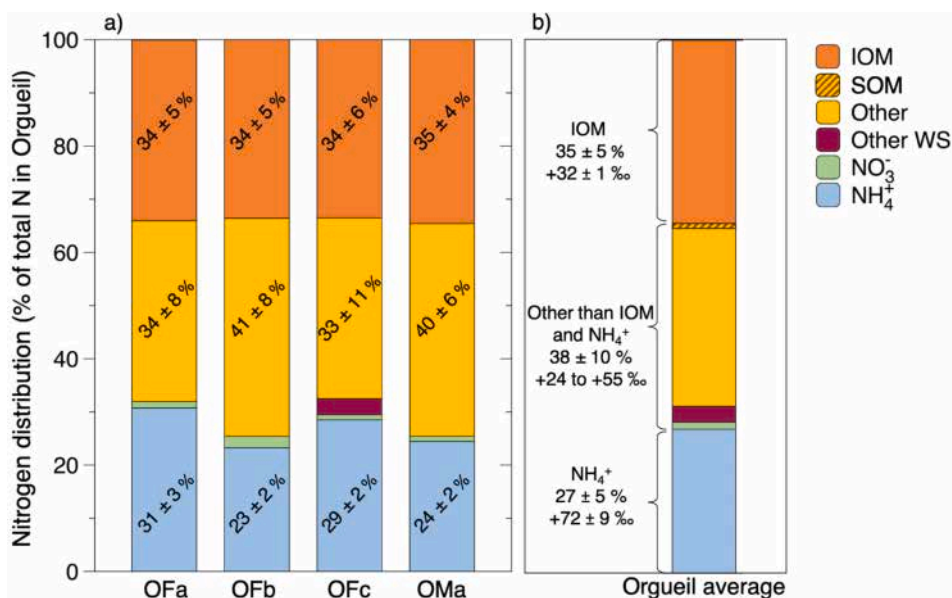 a)
b)
Nitrogen distribution (% of total N in Orgueil)
100
80
60
40
20
0
34 ± 5 %
34 ± 5 %
34 ± 6 %
35 ± 4 %
34 ± 8 %
41 ± 8 %
33 ± 11 %
40 ± 6 %
31 ± 3 %
23 ± 2 %
29 ± 2 %
24 ± 2 %
OFa
OFb
OFc
OMa
IOM
35 ± 5 %
+32 ± 1 ‰
Other than IOM
and NH₄⁺
38 ± 10 %
+24 to +55 ‰
NH₄⁺
27 ± 5 %
+72 ± 9 ‰
Orgueil average
IOM
SOM
Other
Other WS
NO₃⁻
NH₄⁺